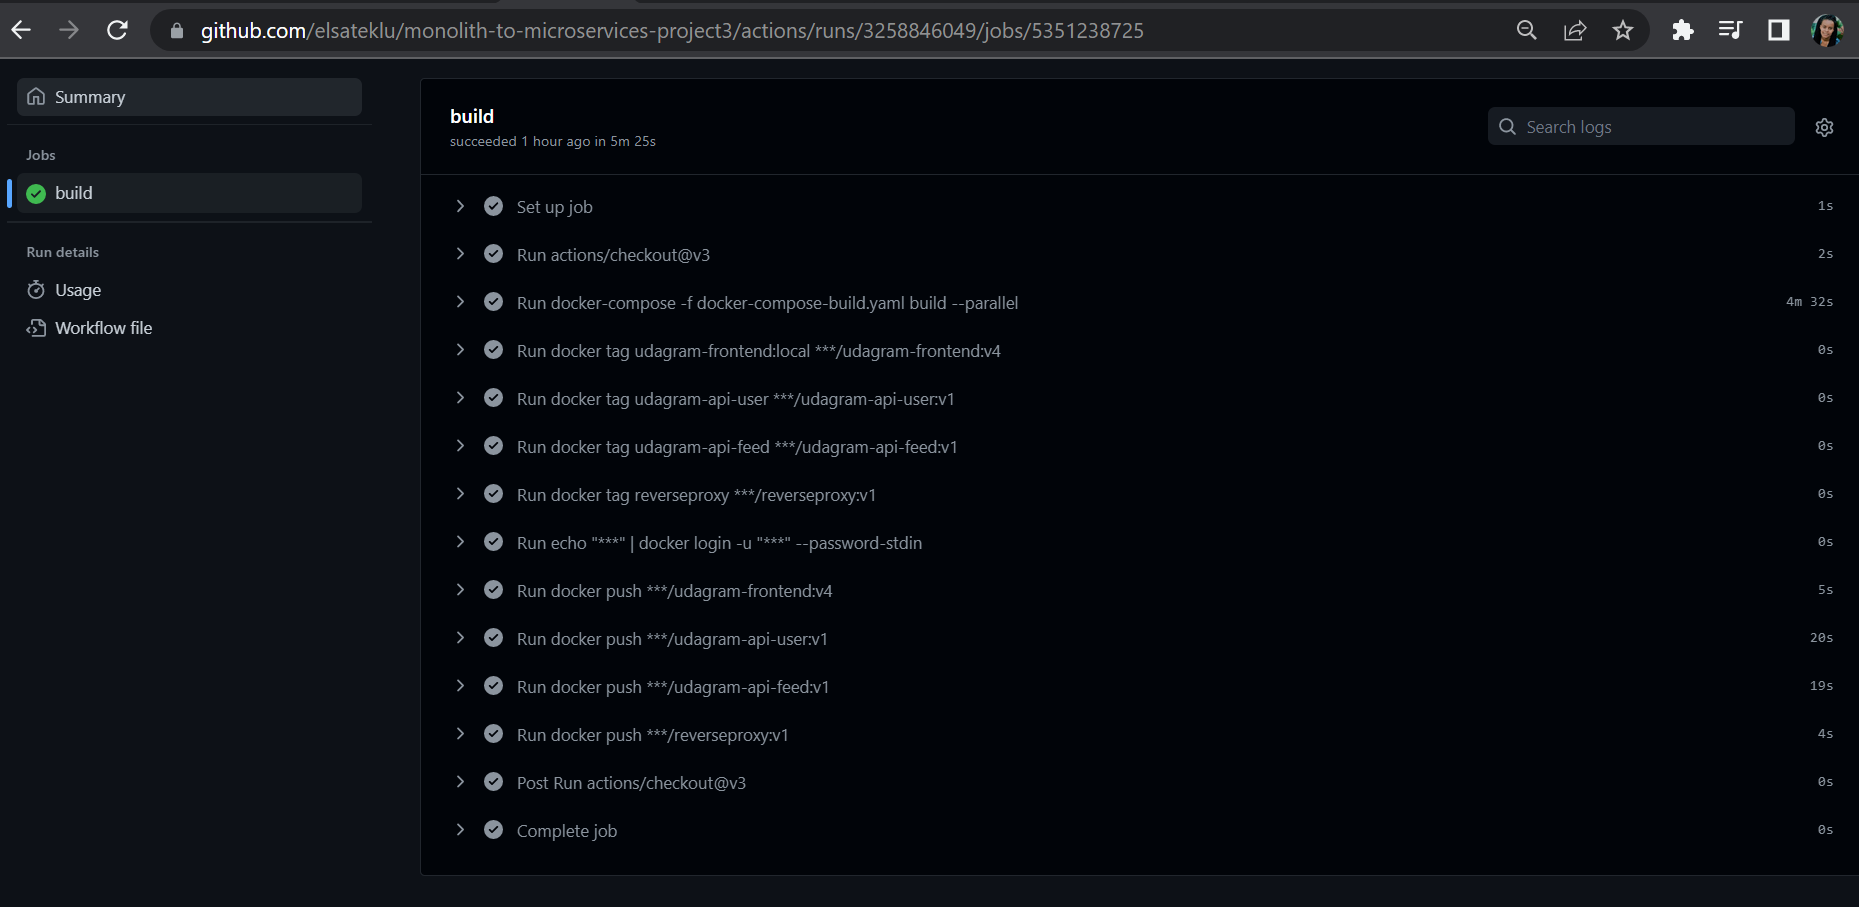 github.com/elsateklu/monolith-to-microservices-project3/actions/runs/3258846049/jobs/5351238725
Summary
Jobs
build
Run details
Usage
Workflow file
build
succeeded 1 hour ago in 5m 25s
Search logs
Set up job 1s
Run actions/checkout@v3 2s
Run docker-compose -f docker-compose-build.yaml build --parallel 4m 32s
Run docker tag udagram-frontend:local ***/udagram-frontend:v4 0s
Run docker tag udagram-api-user ***/udagram-api-user:v1 0s
Run docker tag udagram-api-feed ***/udagram-api-feed:v1 0s
Run docker tag reverseproxy ***/reverseproxy:v1 0s
Run echo "***" | docker login -u "***" --password-stdin 0s
Run docker push ***/udagram-frontend:v4 5s
Run docker push ***/udagram-api-user:v1 20s
Run docker push ***/udagram-api-feed:v1 19s
Run docker push ***/reverseproxy:v1 4s
Post Run actions/checkout@v3 0s
Complete job 0s